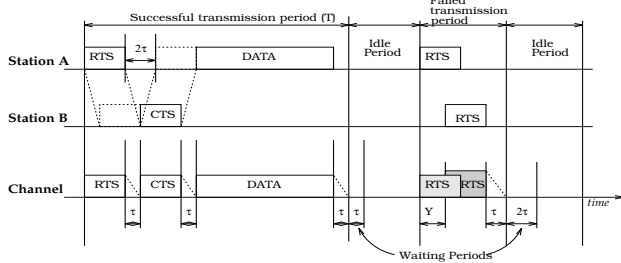 Failed
transmission
period
Successful transmission period (T)
Idle
Period
Idle
Period
Station A
RTS
2τ
DATA
RTS
Station B
CTS
RTS
Channel
RTS
CTS
DATA
RTS
RTS
time
τ
τ
τ
τ
Y
τ
2τ
Waiting Periods